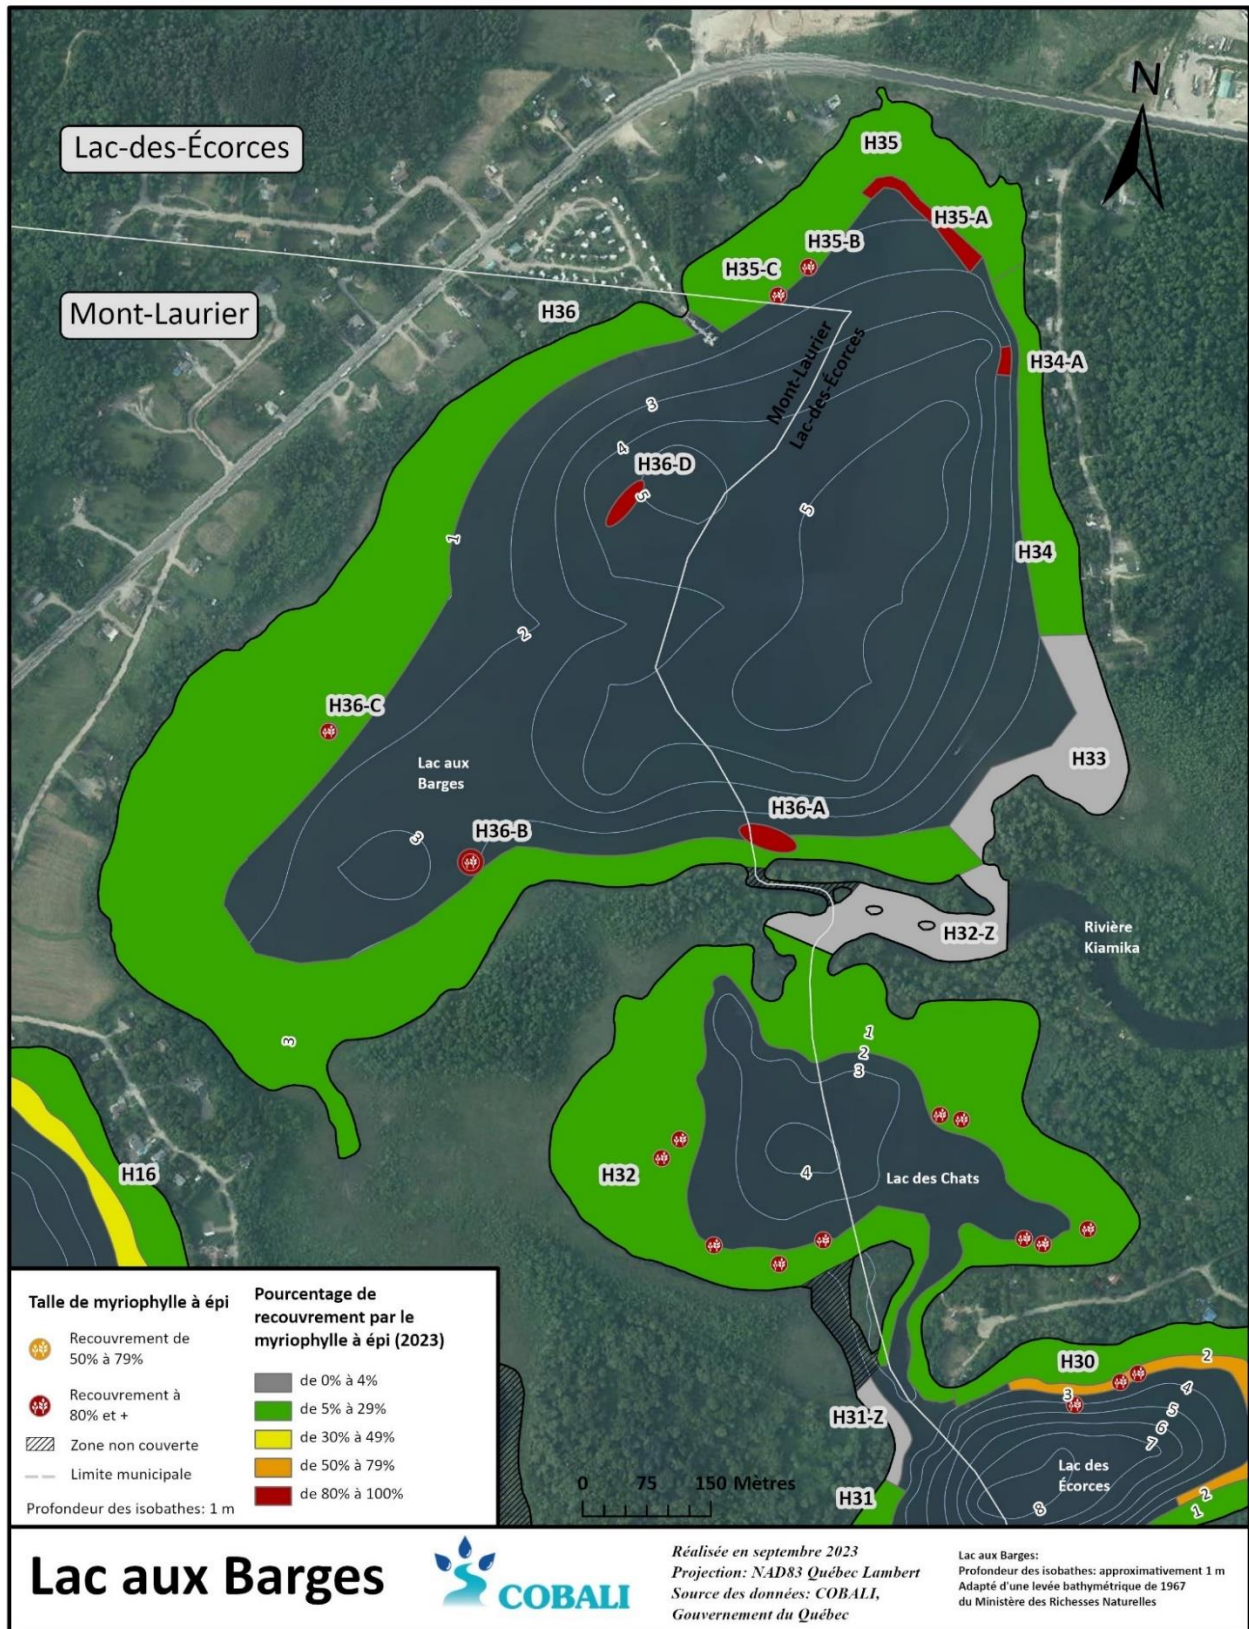 N
Lac-des-Écorces
Mont-Laurier
H35
H35-A
H35-B
H35-C
H36
H34-A
Mont-Laurier
Lac-des-Écorces
3
4
H36-D
5
5
1
H34
2
H36-C
H33
Lac aux
Barges
H36-A
H36-B
3
H32-Z
Rivière
Kiamika
3
1
2
3
H16
H32
4
Lac des Chats
H30
2
3
4
5
6
7
H31-Z
Lac des
Écorces
8
2
1
H31
0 75 150 Mètres
Talle de myriophylle à épi
Recouvrement de
50% à 79%
Recouvrement à
80% et +
Zone non couverte
Limite municipale
Profondeur des isobathes: 1 m
Pourcentage de
recouvrement par le
myriophylle à épi (2023)
de 0% à 4%
de 5% à 29%
de 30% à 49%
de 50% à 79%
de 80% à 100%
Lac aux Barges
COBALI
Réalisée en septembre 2023
Projection: NAD83 Québec Lambert
Source des données: COBALI,
Gouvernement du Québec
Lac aux Barges:
Profondeur des isobathes: approximativement 1 m
Adapté d'une levée bathymétrique de 1967
du Ministère des Richesses Naturelles